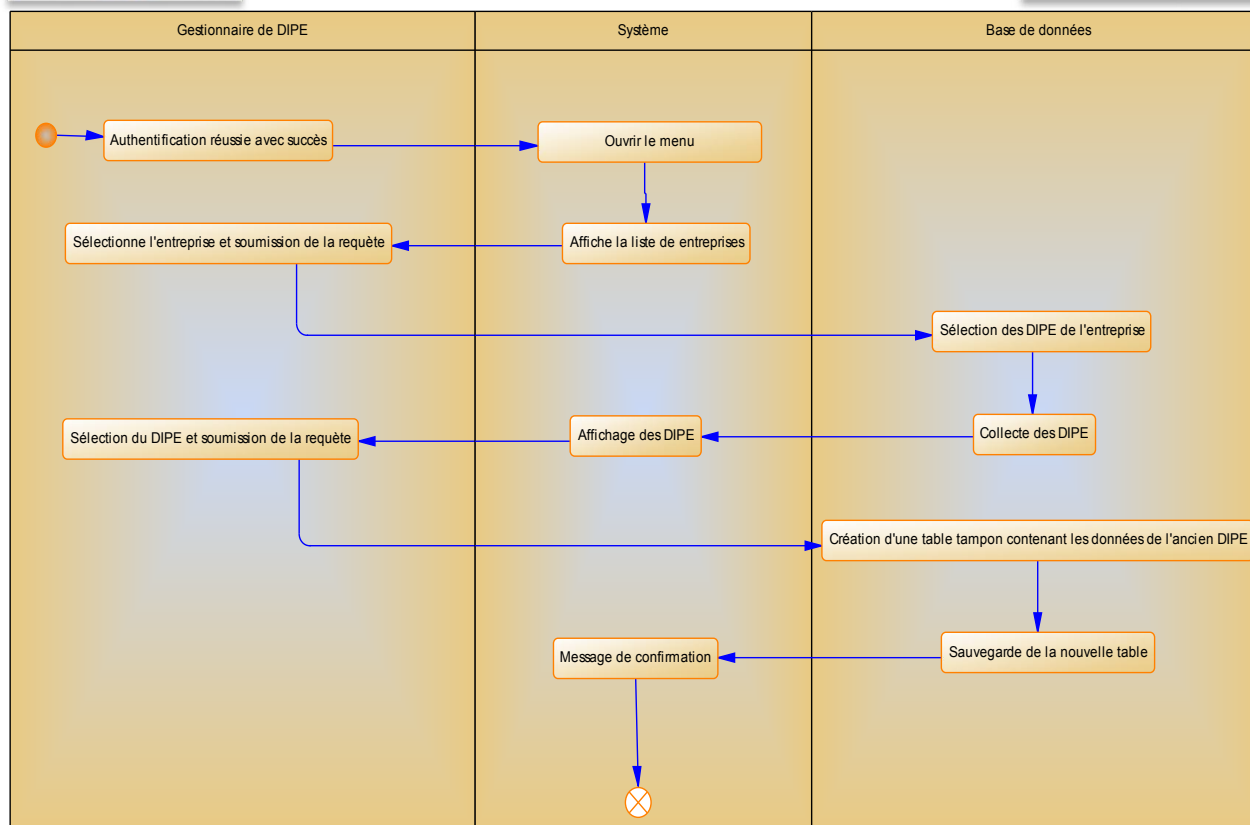 Gestionnaire de DIPE
Système
Base de données
Authentification réussie avec succès
Ouvrir le menu
Sélectionne l'entreprise et soumission de la requète
Affiche la liste de entreprises
Sélection des DIPE de l'entreprise
Sélection du DIPE et soumission de la requète
Affichage des DIPE
Collecte des DIPE
Création d'une table tampon contenant les données de l'ancien DIPE
Message de confirmation
Sauvegarde de la nouvelle table